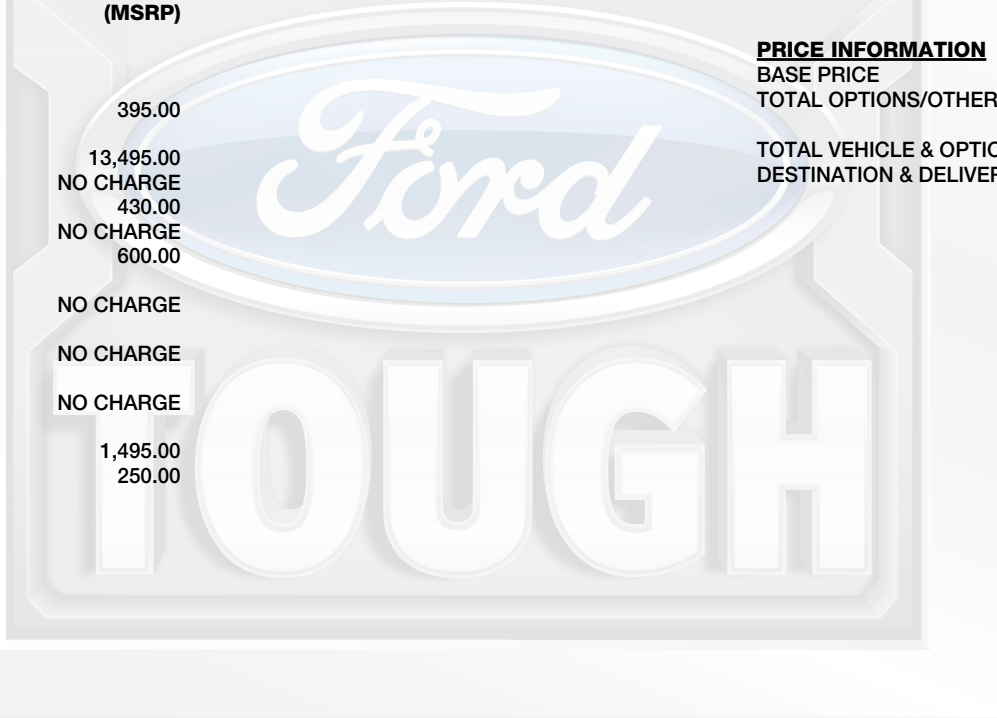 (MSRP)
395.00
13,495.00
NO CHARGE
430.00
NO CHARGE
600.00
NO CHARGE
NO CHARGE
NO CHARGE
1,495.00
250.00
PRICE INFORMATION
BASE PRICE
TOTAL OPTIONS/OTHER
TOTAL VEHICLE & OPTIO
DESTINATION & DELIVER
Ford
TOUGH